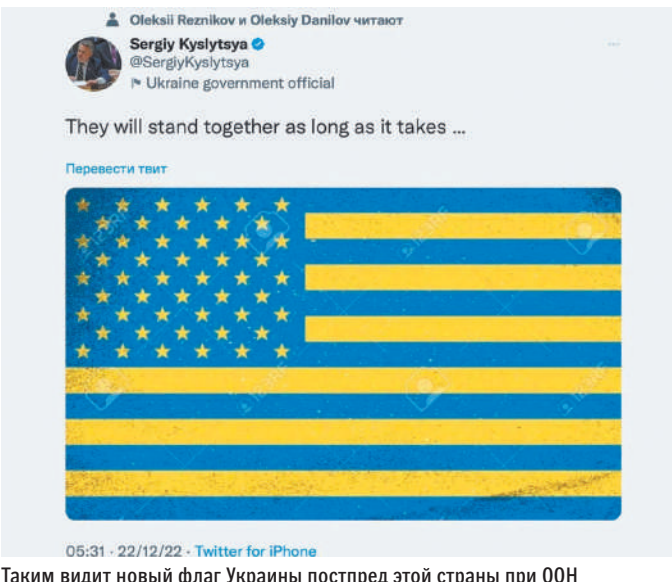 Oleksii Reznikov и Oleksiy Danilov читают
Sergiy Kyslytsya
@SergiyKyslytsya
Ukraine government official
They will stand together as long as it takes ...
Перевести твит
05:31 · 22/12/22 · Twitter for iPhone
Таким видит новый флаг Украины постпред этой страны при ООН